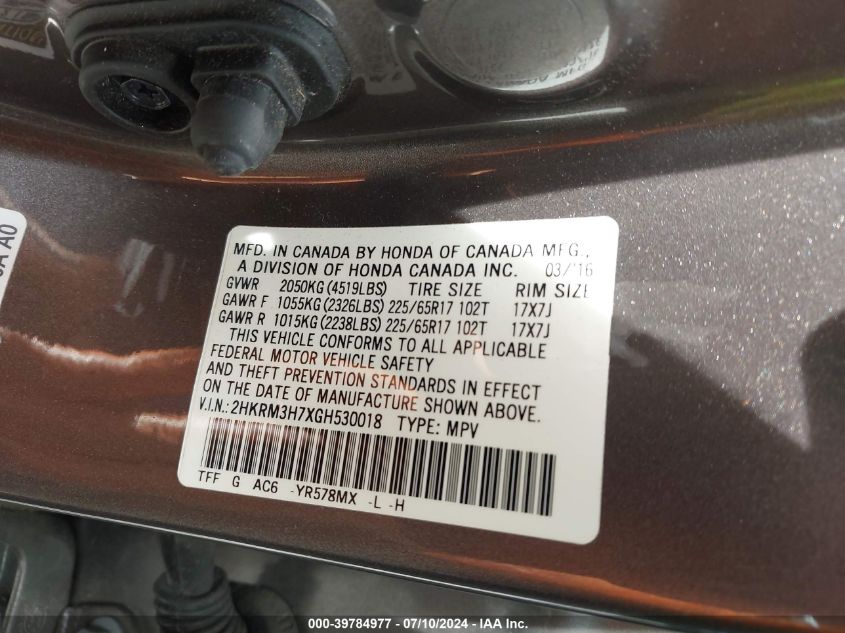 MFD. IN CANADA BY HONDA OF CANADA MFG.,
A DIVISION OF HONDA CANADA INC. 03/'16
GVWR 2050KG (4519LBS) TIRE SIZE RIM SIZE
GAWR F 1055KG (2326LBS) 225/65R17 102T 17X7J
GAWR R 1015KG (2238LBS) 225/65R17 102T 17X7J
THIS VEHICLE CONFORMS TO ALL APPLICABLE
FEDERAL MOTOR VEHICLE SAFETY
AND THEFT PREVENTION STANDARDS IN EFFECT
ON THE DATE OF MANUFACTURE SHOWN ABOVE.
V.I.N.: 2HKRM3H7XGH530018 TYPE: MPV
TFF G AC6 -YR578MX -L -H
A0
000-39784977 - 07/10/2024 - IAA Inc.